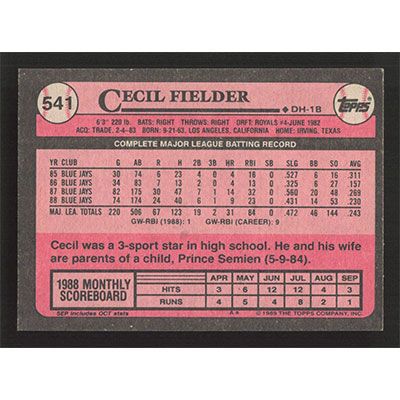 541
CECIL FIELDER
◆DH-1B
Topps
6'3" 220 lb. BATS: RIGHT THROWS: RIGHT DRFT: ROYALS #4-JUNE 1982
ACQ: TRADE, 2-4-83 BORN: 9-21-63, LOS ANGELES, CALIFORNIA HOME: IRVING, TEXAS
COMPLETE MAJOR LEAGUE BATTING RECORD
YR CLUB G AB R H 2B 3B HR RBI SB SLG BB SO AVG
85 BLUE JAYS 30 74 6 23 4 0 4 16 0 .527 6 16 .311
86 BLUE JAYS 34 83 7 13 2 0 4 13 0 .325 6 27 .157
87 BLUE JAYS 82 175 30 47 7 1 14 32 0 .560 20 48 .269
88 BLUE JAYS 74 174 24 40 6 1 9 23 0 .431 14 53 .230
MAJ. LEA. TOTALS 220 506 67 123 19 2 31 84 0 .472 46 144 .243
GW-RBI (1988): 1 GW-RBI (CAREER): 9
Cecil was a 3-sport star in high school. He and his wife
are parents of a child, Prince Semien (5-9-84).
1988 MONTHLY
SCOREBOARD
APR MAY JUN JUL AUG SEP
HITS 3 6 12 12 4 3
RUNS 4 5 8 4 2 1
SEP INCLUDES OCT STATS
A* © 1989 THE TOPPS COMPANY, INC.